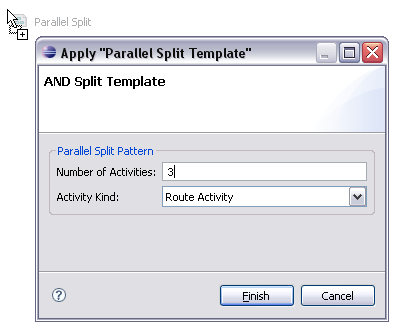 Parallel Split
Apply "Parallel Split Template"
AND Split Template
Parallel Split Pattern
Number of Activities: 3
Activity Kind: Route Activity
? Finish Cancel